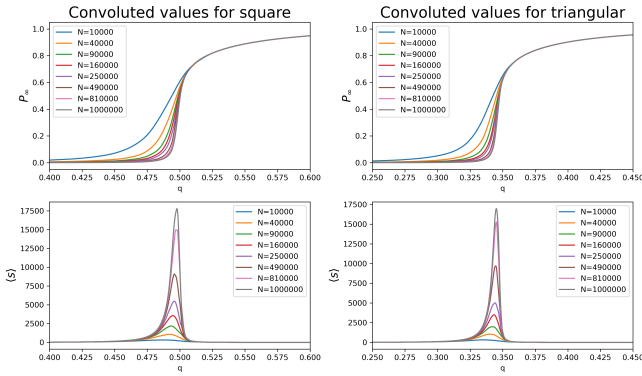 Convoluted values for square
1.0
0.8
0.6
0.4
0.2
0.0
P∞
N=10000
N=40000
N=90000
N=160000
N=250000
N=490000
N=810000
N=1000000
0.400 0.425 0.450 0.475 0.500 0.525 0.550 0.575 0.600
q
Convoluted values for triangular
1.0
0.8
0.6
0.4
0.2
0.0
P∞
N=10000
N=40000
N=90000
N=160000
N=250000
N=490000
N=810000
N=1000000
0.250 0.275 0.300 0.325 0.350 0.375 0.400 0.425 0.450
q
17500
15000
12500
10000
7500
5000
2500
0
⟨s⟩
N=10000
N=40000
N=90000
N=160000
N=250000
N=490000
N=810000
N=1000000
0.400 0.425 0.450 0.475 0.500 0.525 0.550 0.575 0.600
q
17500
15000
12500
10000
7500
5000
2500
0
⟨s⟩
N=10000
N=40000
N=90000
N=160000
N=250000
N=490000
N=810000
N=1000000
0.250 0.275 0.300 0.325 0.350 0.375 0.400 0.425 0.450
q